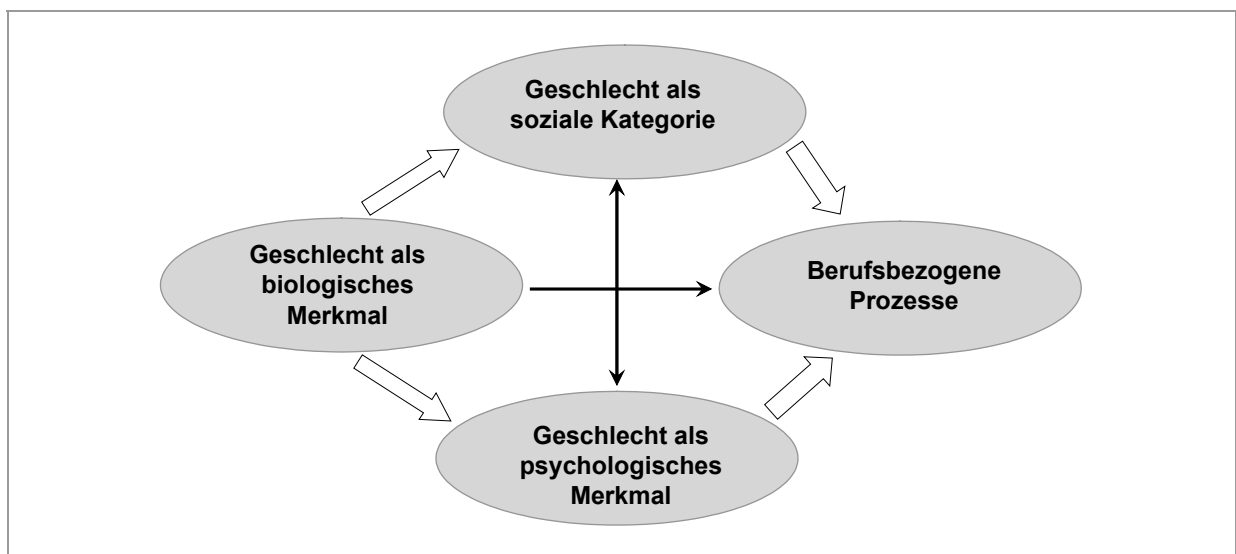 Geschlecht als
soziale Kategorie
Geschlecht als
biologisches
Merkmal
Berufsbezogene
Prozesse
Geschlecht als
psychologisches
Merkmal